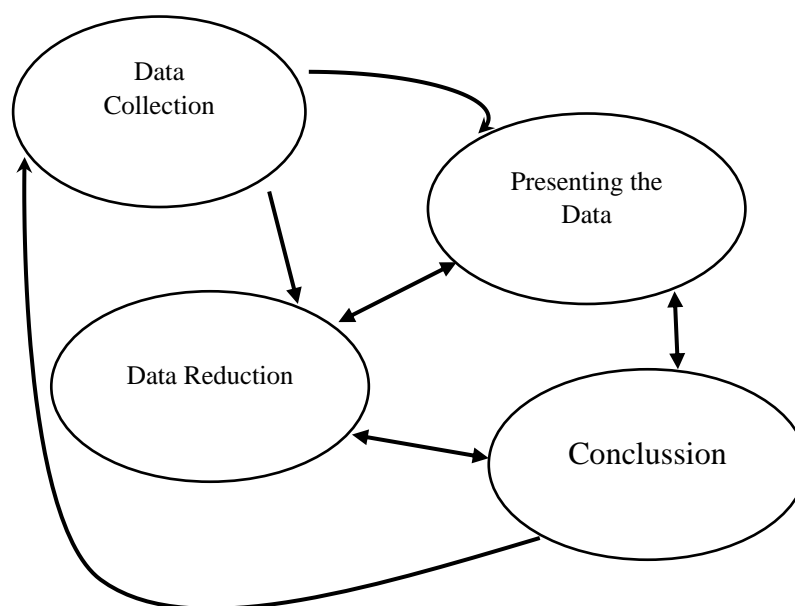 Data
Collection
Presenting the
Data
Data Reduction
Conclussion